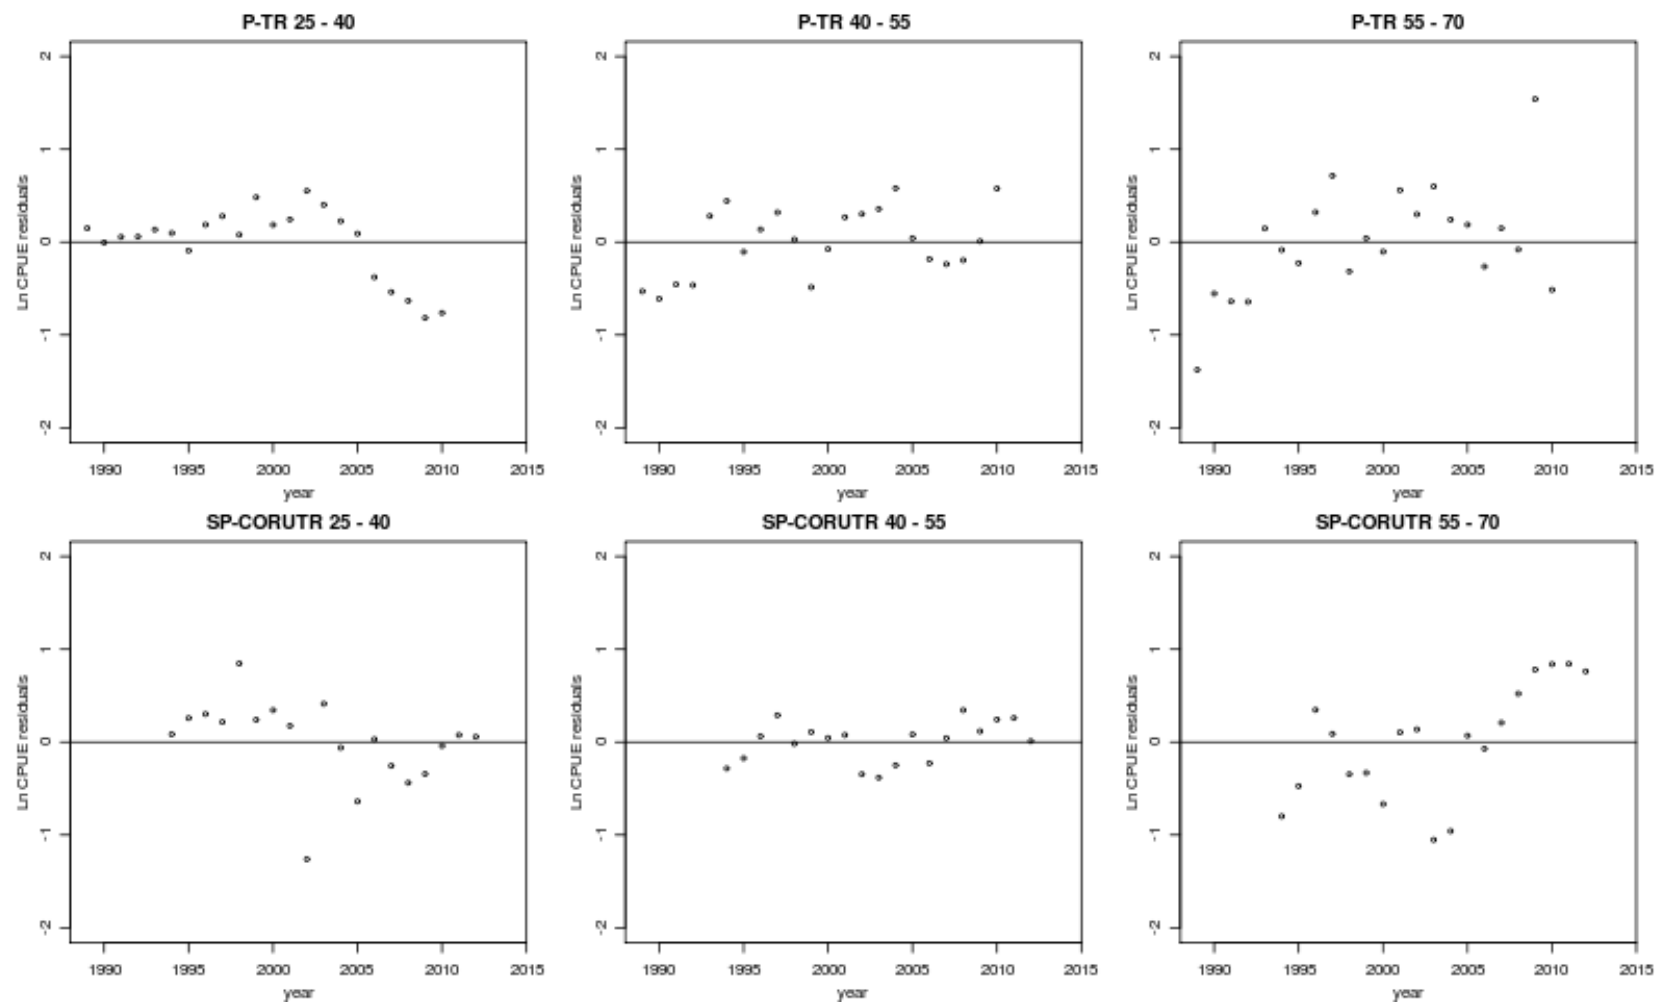 P-TR 25 - 40
2
1
0
-1
-2
Ln CPUE residuals
1990 1995 2000 2005 2010 2015
year
P-TR 40 - 55
2
1
0
-1
-2
Ln CPUE residuals
1990 1995 2000 2005 2010 2015
year
P-TR 55 - 70
2
1
0
-1
-2
Ln CPUE residuals
1990 1995 2000 2005 2010 2015
year
SP-CORUTR 25 - 40
2
1
0
-1
-2
Ln CPUE residuals
1990 1995 2000 2005 2010 2015
year
SP-CORUTR 40 - 55
2
1
0
-1
-2
Ln CPUE residuals
1990 1995 2000 2005 2010 2015
year
SP-CORUTR 55 - 70
2
1
0
-1
-2
Ln CPUE residuals
1990 1995 2000 2005 2010 2015
year